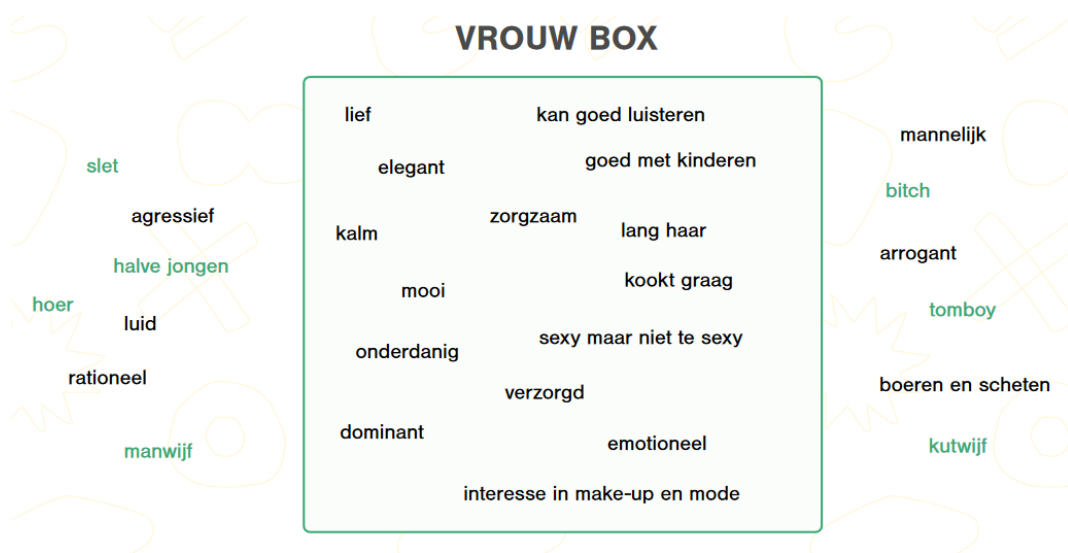 VROUW BOX
lief
kan goed luisteren
mannelijk
slet
elegant
goed met kinderen
bitch
agressief
kalm
zorgzaam
lang haar
arrogant
halve jongen
mooi
kookt graag
hoer
luid
tomboy
onderdanig
sexy maar niet te sexy
rationeel
verzorgd
boeren en scheten
dominant
emotioneel
manwijf
kutwijf
interesse in make-up en mode